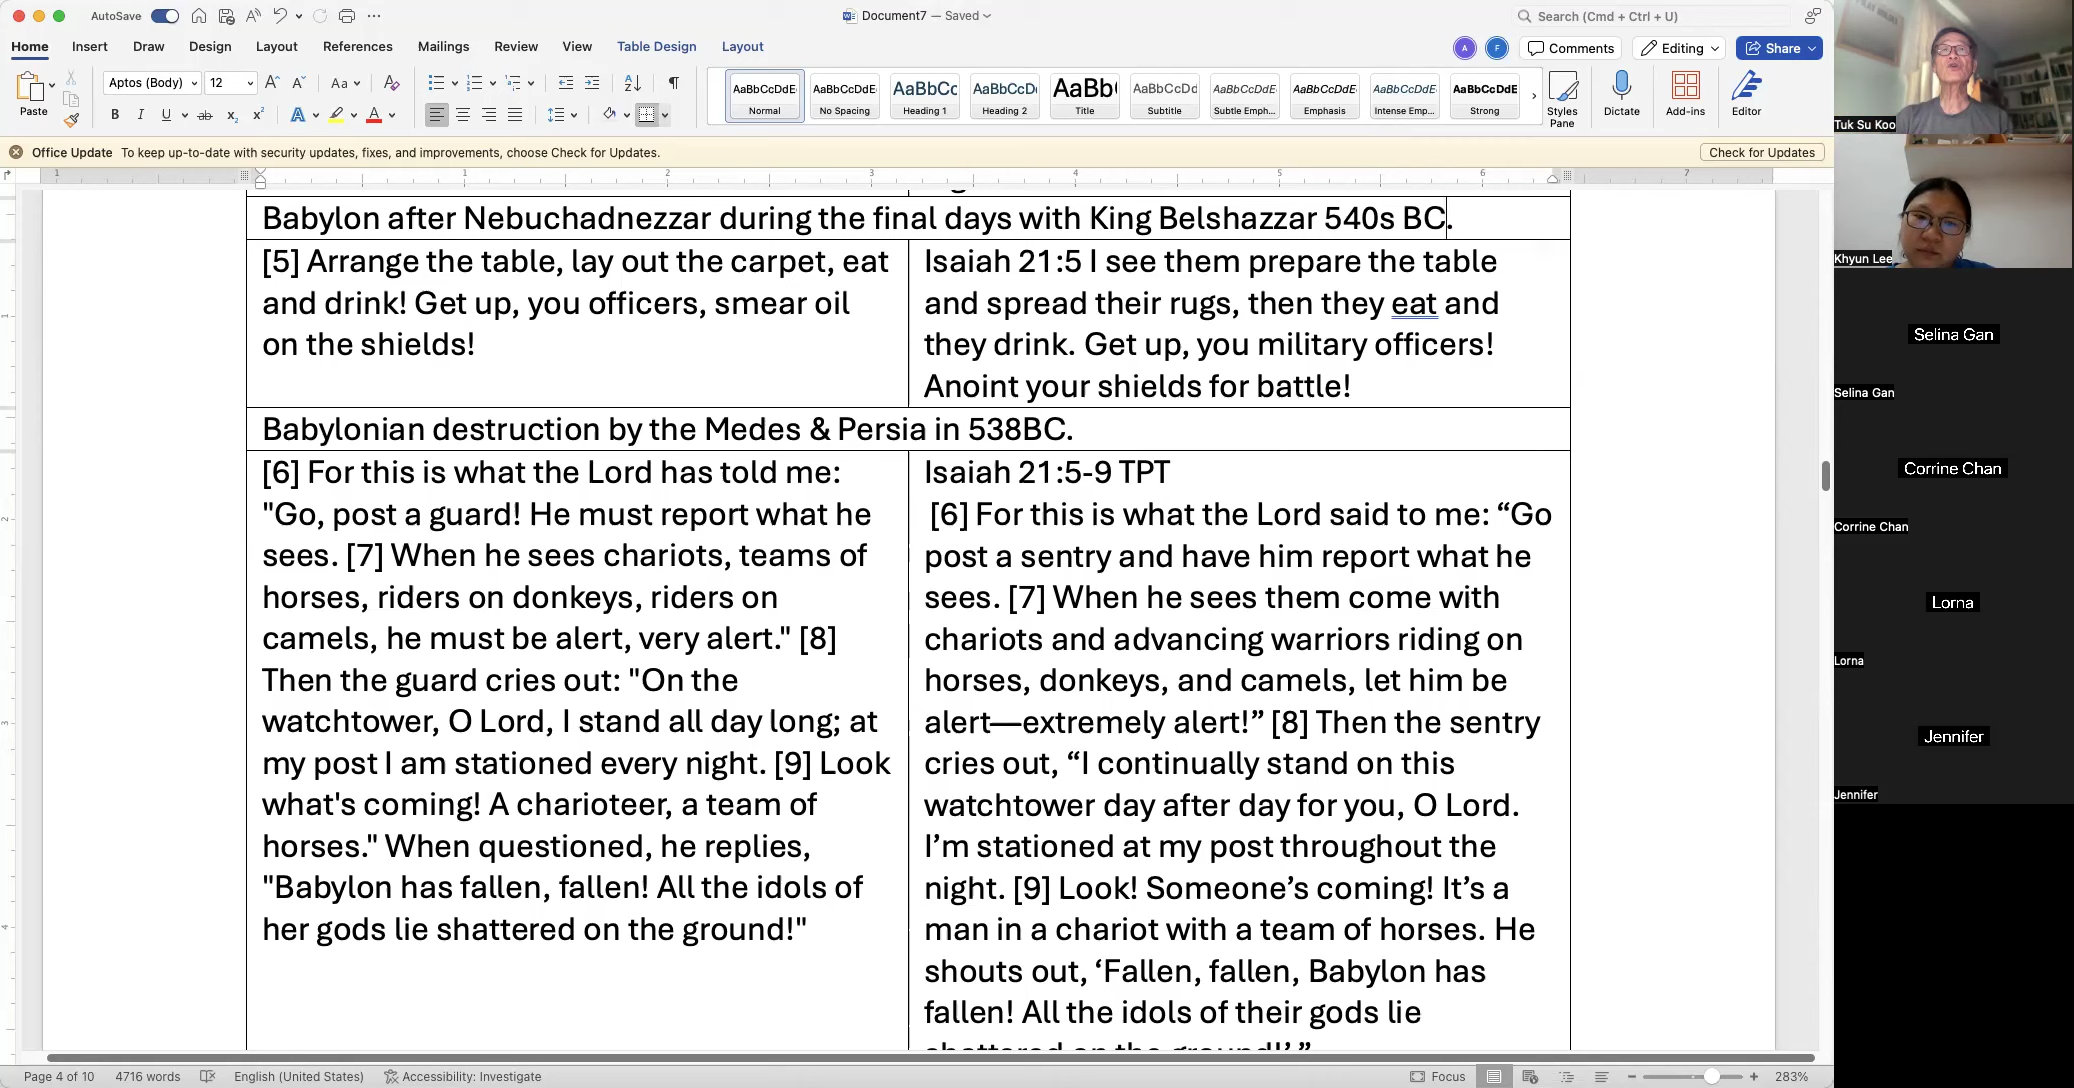 AutoSave
Document7 — Saved
Search (Cmd + Ctrl + U)
Home Insert Draw Design Layout References Mailings Review View Table Design Layout
A F Comments Editing Share
Paste
Aptos (Body) 12
AaBbCcDdE AaBbCcDdE AaBbCc AaBbCcDc AaBb AaBbCcDd AaBbCcDdE AaBbCcDdE AaBbCcDdE AaBbCcDdE
Normal No Spacing Heading 1 Heading 2 Title Subtitle Subtle Emph... Emphasis Intense Emp... Strong
Styles Pane
Dictate
Add-ins
Editor
Office Update To keep up-to-date with security updates, fixes, and improvements, choose Check for Updates.
Check for Updates
1 1 2 3 4 5 6 7
Babylon after Nebuchadnezzar during the final days with King Belshazzar 540s BC.
[5] Arrange the table, lay out the carpet, eat
and drink! Get up, you officers, smear oil
on the shields!
Isaiah 21:5 I see them prepare the table
and spread their rugs, then they eat and
they drink. Get up, you military officers!
Anoint your shields for battle!
Babylonian destruction by the Medes & Persia in 538BC.
[6] For this is what the Lord has told me:
"Go, post a guard! He must report what he
sees. [7] When he sees chariots, teams of
horses, riders on donkeys, riders on
camels, he must be alert, very alert." [8]
Then the guard cries out: "On the
watchtower, O Lord, I stand all day long; at
my post I am stationed every night. [9] Look
what's coming! A charioteer, a team of
horses." When questioned, he replies,
"Babylon has fallen, fallen! All the idols of
her gods lie shattered on the ground!"
Isaiah 21:5-9 TPT
[6] For this is what the Lord said to me: “Go
post a sentry and have him report what he
sees. [7] When he sees them come with
chariots and advancing warriors riding on
horses, donkeys, and camels, let him be
alert—extremely alert!” [8] Then the sentry
cries out, “I continually stand on this
watchtower day after day for you, O Lord.
I’m stationed at my post throughout the
night. [9] Look! Someone’s coming! It’s a
man in a chariot with a team of horses. He
shouts out, ‘Fallen, fallen, Babylon has
fallen! All the idols of their gods lie
shattered on the ground!’ ”
Page 4 of 10 4716 words English (United States) Accessibility: Investigate
Focus 283%
Tuk Su Koo
Khyun Lee
Selina Gan
Selina Gan
Corrine Chan
Corrine Chan
Lorna
Lorna
Jennifer
Jennifer